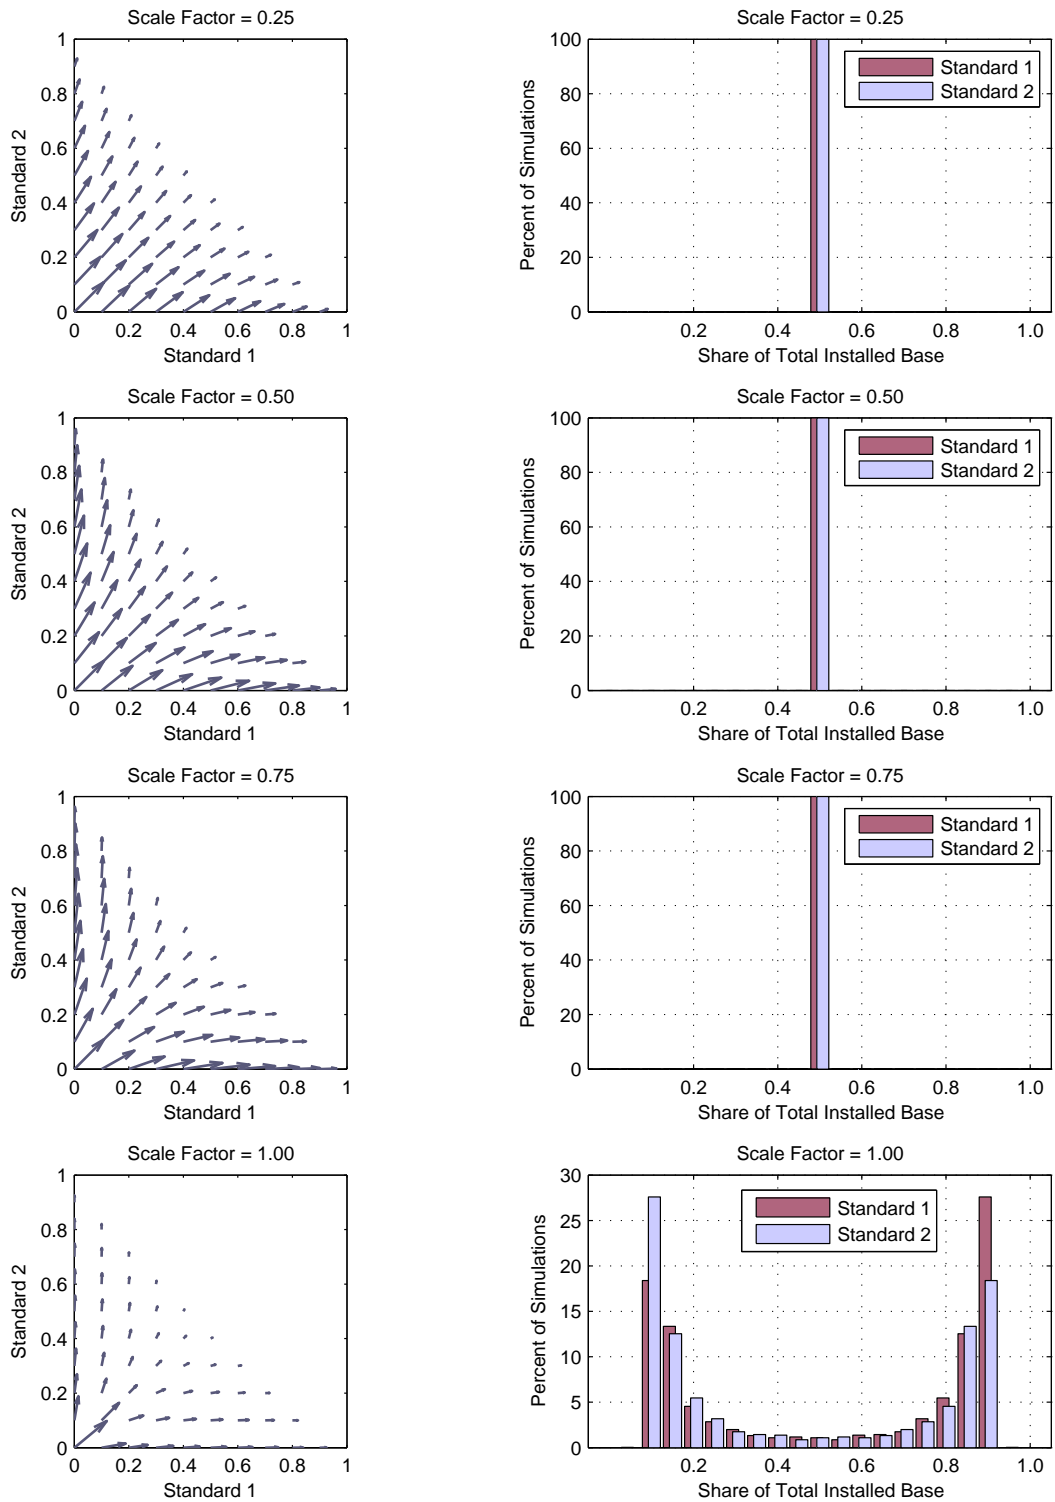 Scale Factor = 0.25
1
0.8
0.6
0.4
0.2
0
Standard 2
0 0.2 0.4 0.6 0.8 1
Standard 1
Scale Factor = 0.25
100
80
60
40
20
0
Percent of Simulations
Standard 1
Standard 2
0.2 0.4 0.6 0.8 1.0
Share of Total Installed Base
Scale Factor = 0.50
1
0.8
0.6
0.4
0.2
0
Standard 2
0 0.2 0.4 0.6 0.8 1
Standard 1
Scale Factor = 0.50
100
80
60
40
20
0
Percent of Simulations
Standard 1
Standard 2
0.2 0.4 0.6 0.8 1.0
Share of Total Installed Base
Scale Factor = 0.75
1
0.8
0.6
0.4
0.2
0
Standard 2
0 0.2 0.4 0.6 0.8 1
Standard 1
Scale Factor = 0.75
100
80
60
40
20
0
Percent of Simulations
Standard 1
Standard 2
0.2 0.4 0.6 0.8 1.0
Share of Total Installed Base
Scale Factor = 1.00
1
0.8
0.6
0.4
0.2
0
Standard 2
0 0.2 0.4 0.6 0.8 1
Standard 1
Scale Factor = 1.00
30
25
20
15
10
5
0
Percent of Simulations
Standard 1
Standard 2
0.2 0.4 0.6 0.8 1.0
Share of Total Installed Base